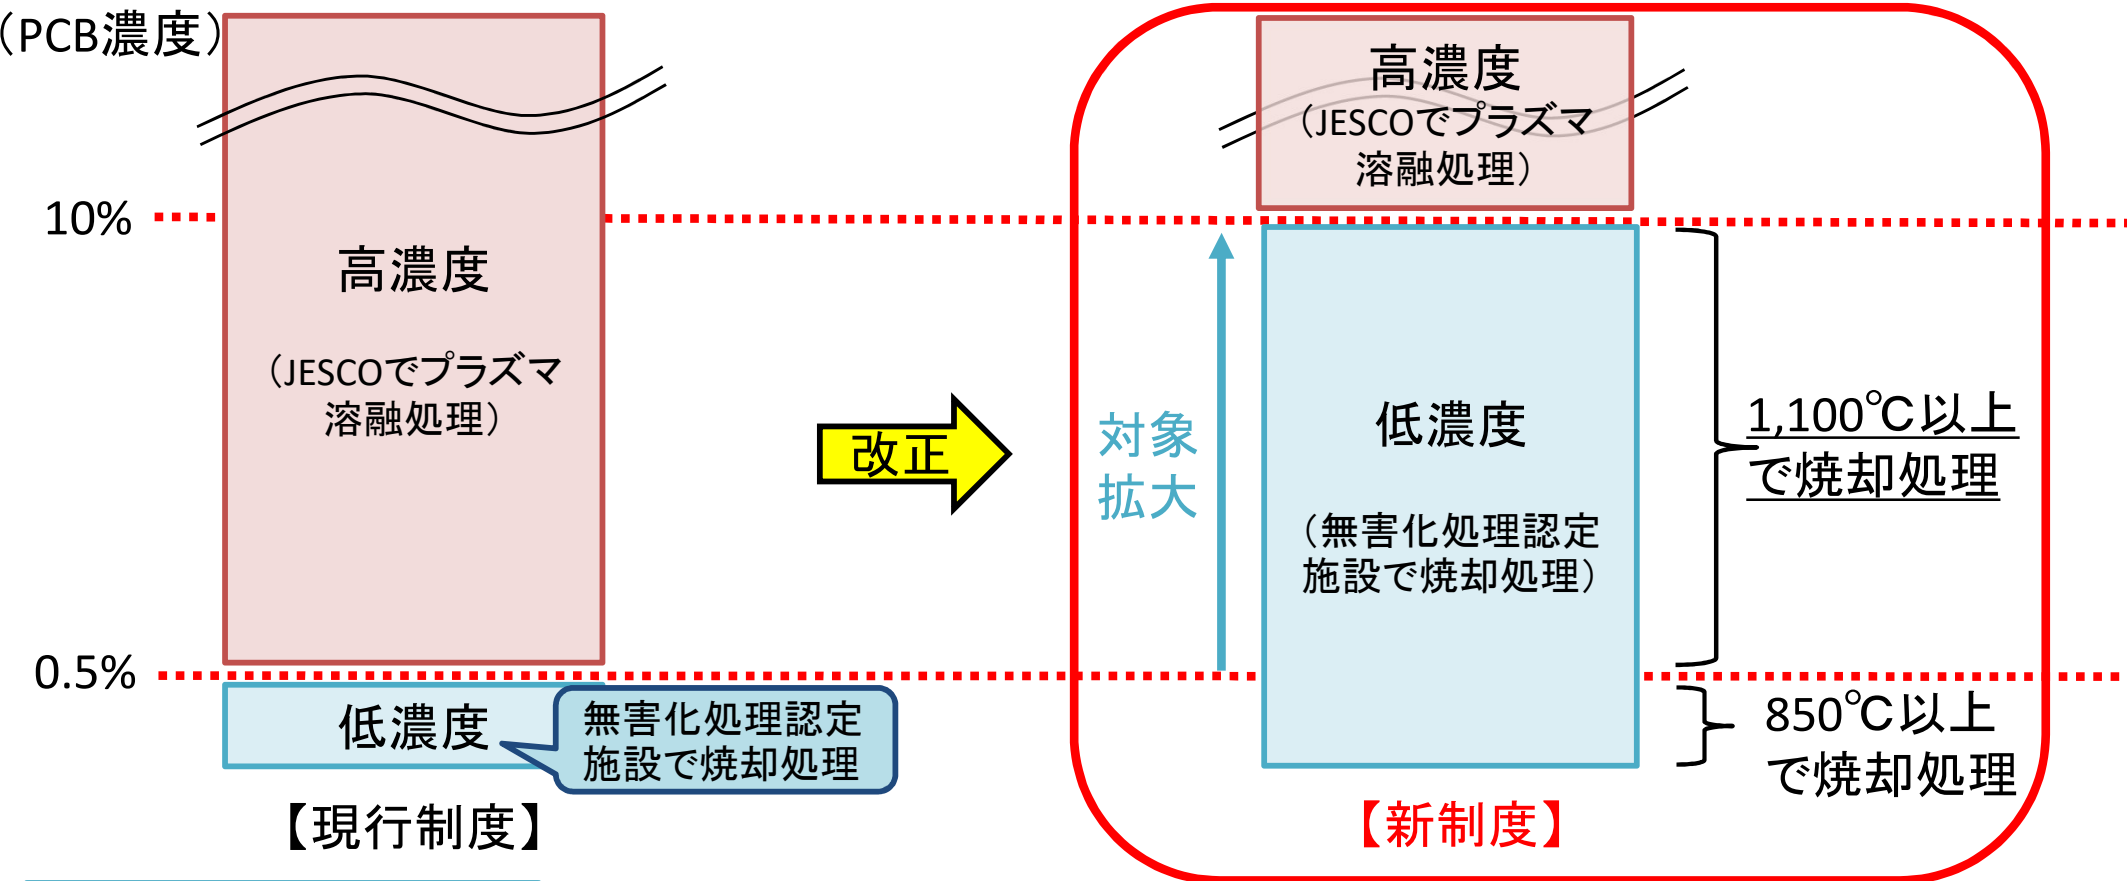 （PCB濃度）
10%
0.5%
高濃度
（JESCOでプラズマ
溶融処理）
低濃度
無害化処理認定
施設で焼却処理
【現行制度】
改正
高濃度
（JESCOでプラズマ
溶融処理）
対象
拡大
低濃度
（無害化処理認定
施設で焼却処理）
1,100℃以上
で焼却処理
850℃以上
で焼却処理
【新制度】